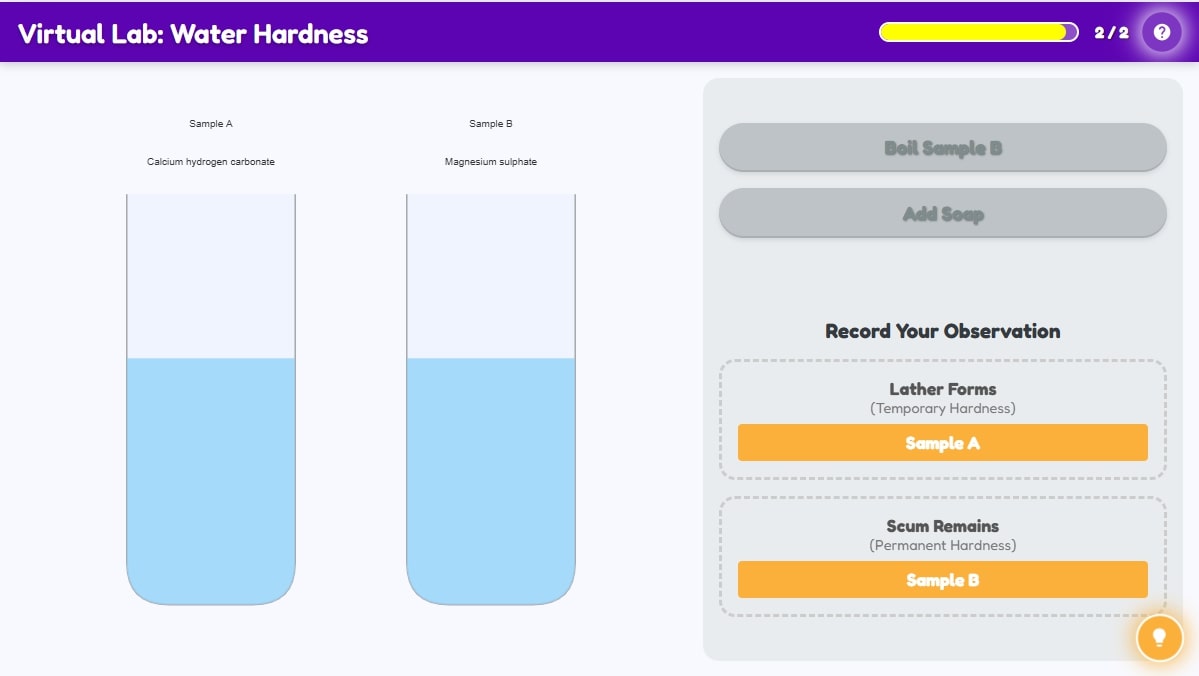 Virtual Lab: Water Hardness
2 / 2
?
Sample A
Calcium hydrogen carbonate
Sample B
Magnesium sulphate
Boil Sample B
Add Soap
Record Your Observation
Lather Forms
(Temporary Hardness)
Sample A
Scum Remains
(Permanent Hardness)
Sample B